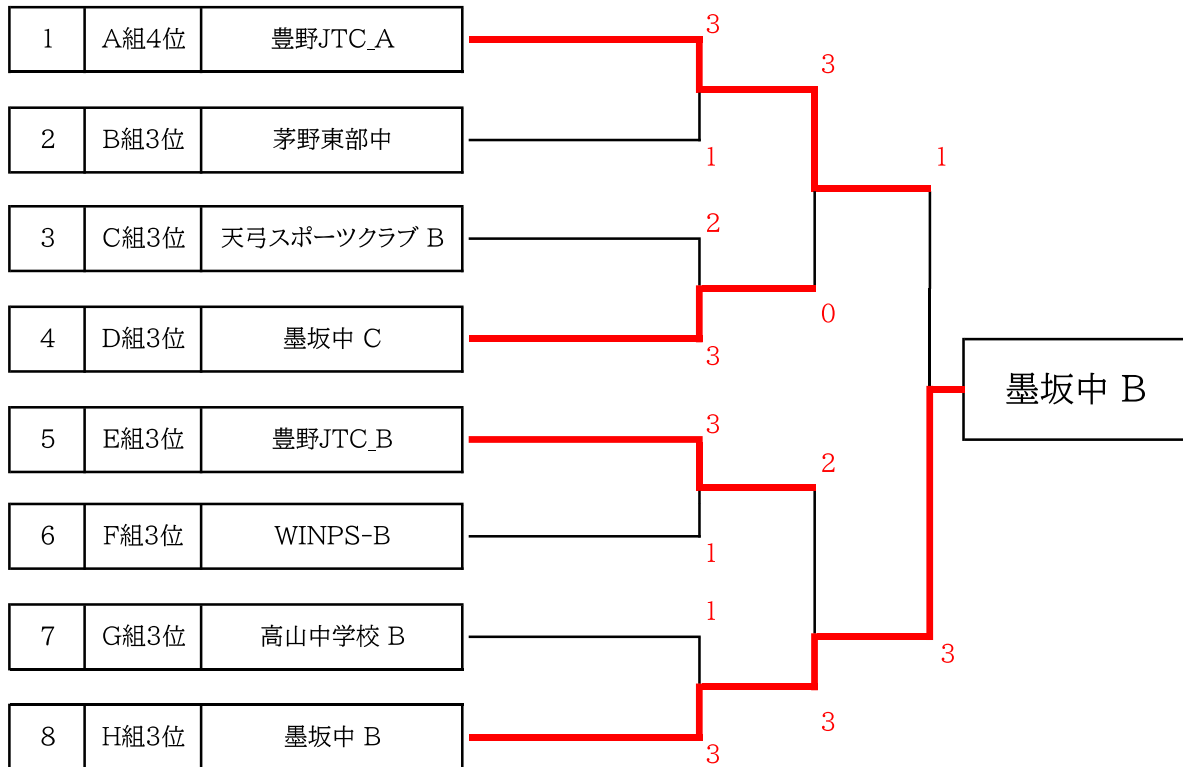 1 A組4位 豊野JTC_A
3
3
2 B組3位 茅野東部中
1
1
3 C組3位 天弓スポーツクラブ B
2
0
4 D組3位 墨坂中 C
3
墨坂中 B
5 E組3位 豊野JTC_B
3
2
6 F組3位 WINPS-B
1
1
7 G組3位 高山中学校 B
3
3
8 H組3位 墨坂中 B
3